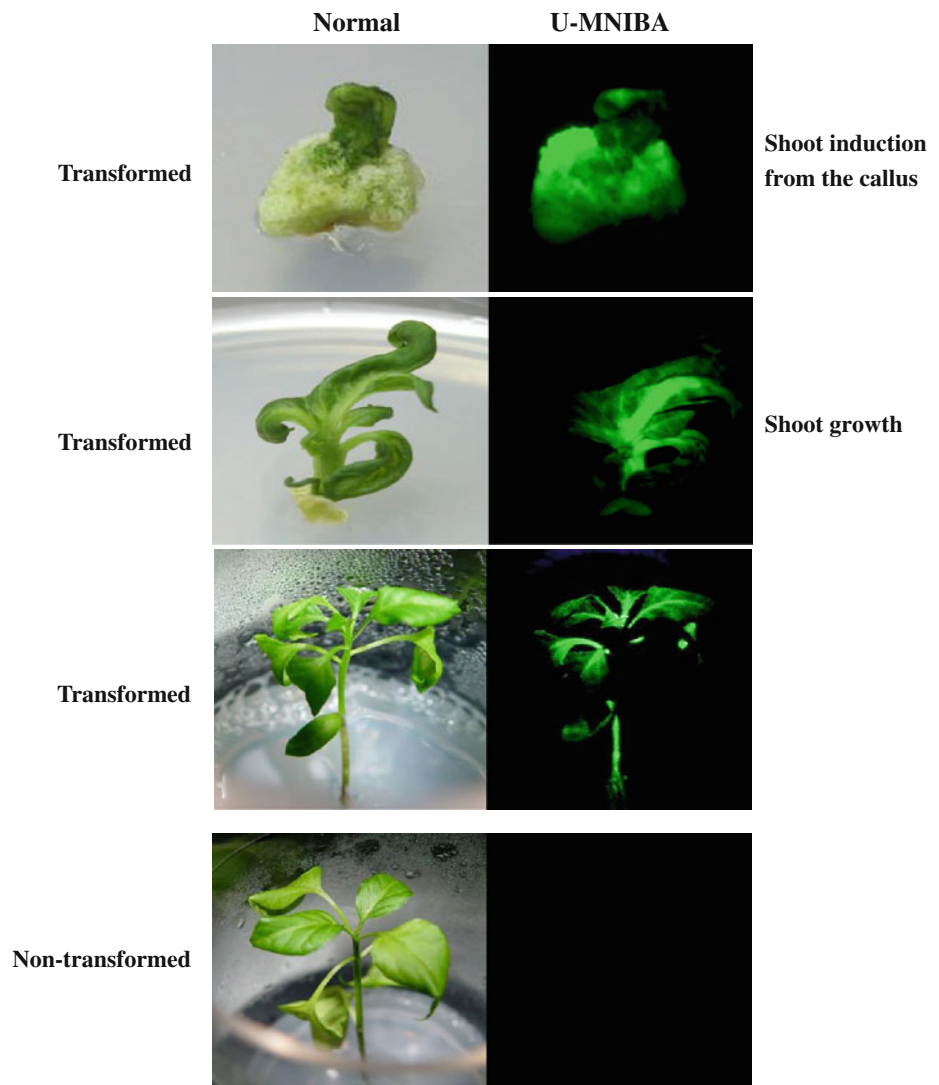 Normal
U-MNIBA
Transformed
Shoot induction
from the callus
Transformed
Shoot growth
Transformed
Non-transformed